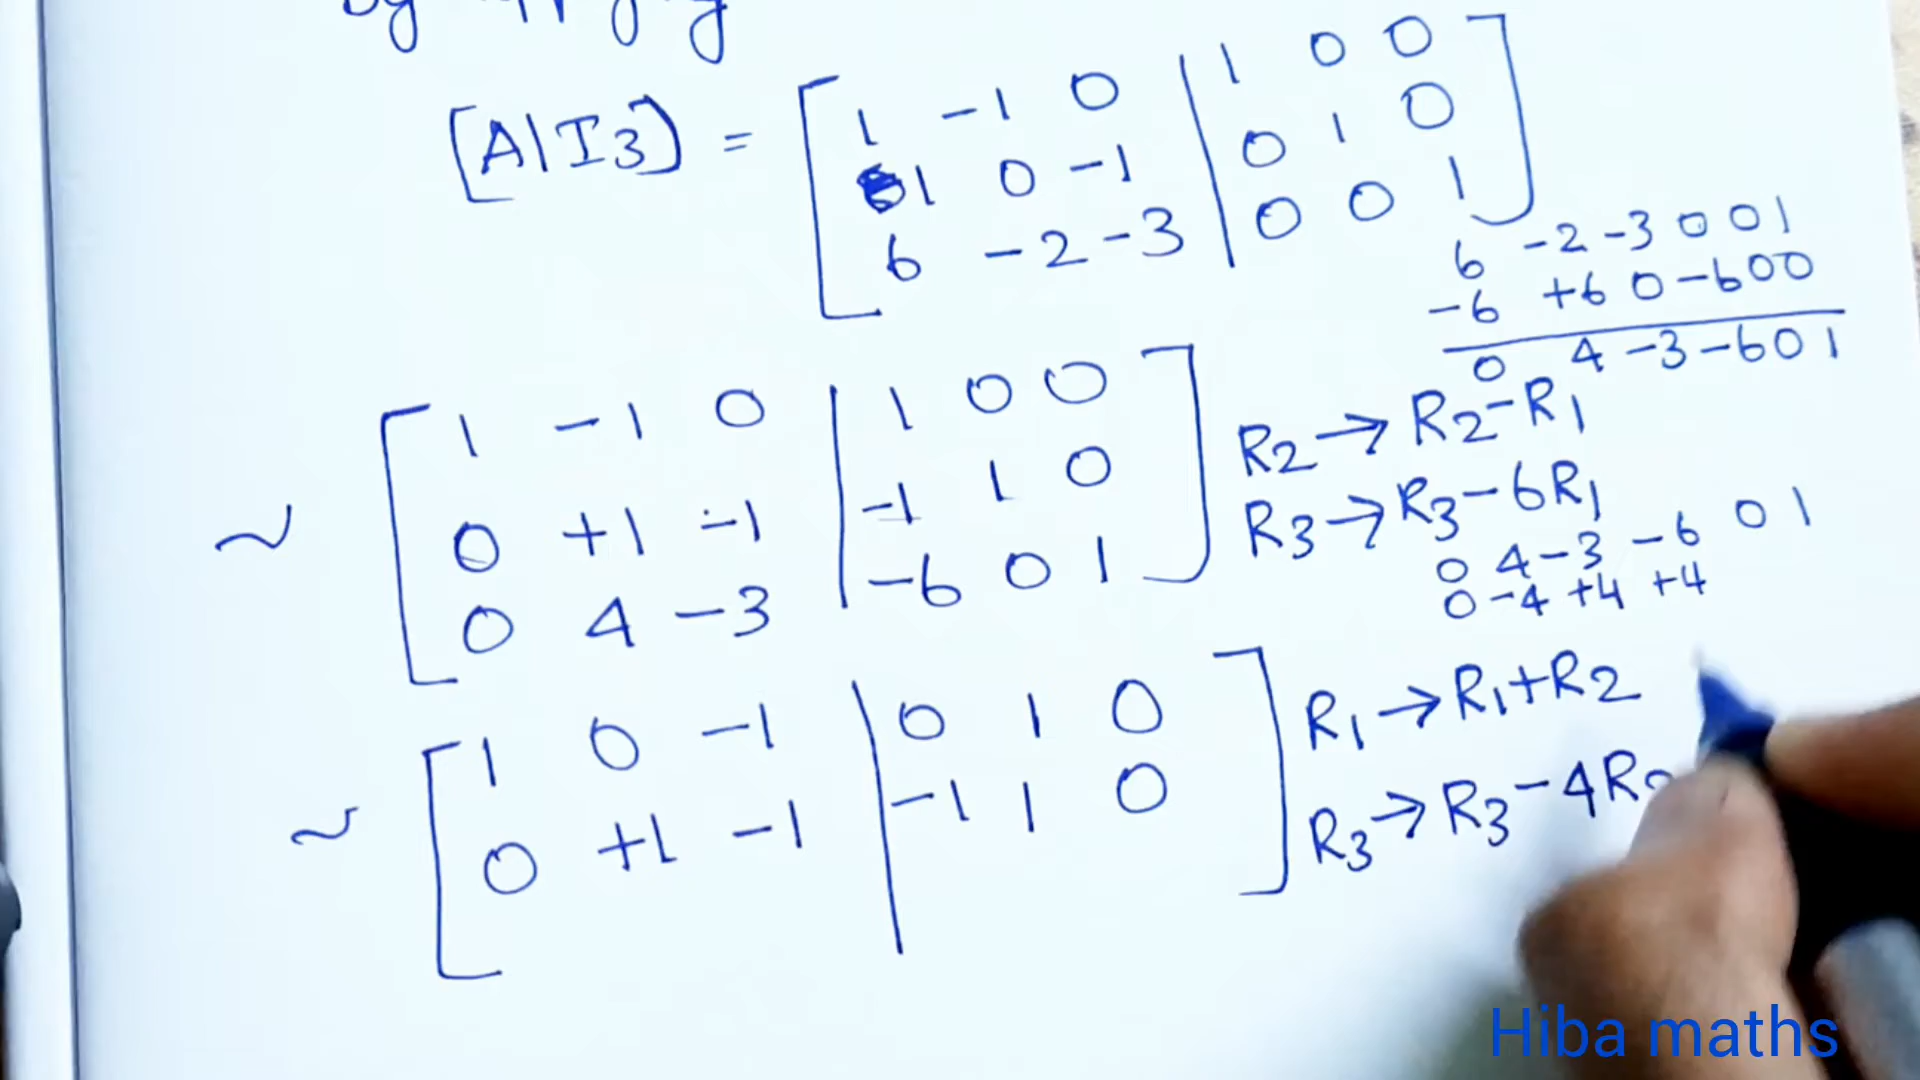 [A|I3) = [1 -1 0 | 1 0 0]
1 0 -1 | 0 1 0
6 -2 -3 | 0 0 1
6 -2 -3 0 0 1
-6 +6 0 -6 0 0
0 4 -3 -6 0 1
~ [1 -1 0 | 1 0 0]
0 +1 -1 | -1 1 0 R2→R2-R1
0 4 -3 | -6 0 1 R3→R3-6R1
0 4 -3 -6 0 1
0 -4 +4 +4
~ [1 0 -1 | 0 1 0] R1→R1+R2
0 +1 -1 | -1 1 0 R3→R3-4R
Hiba maths